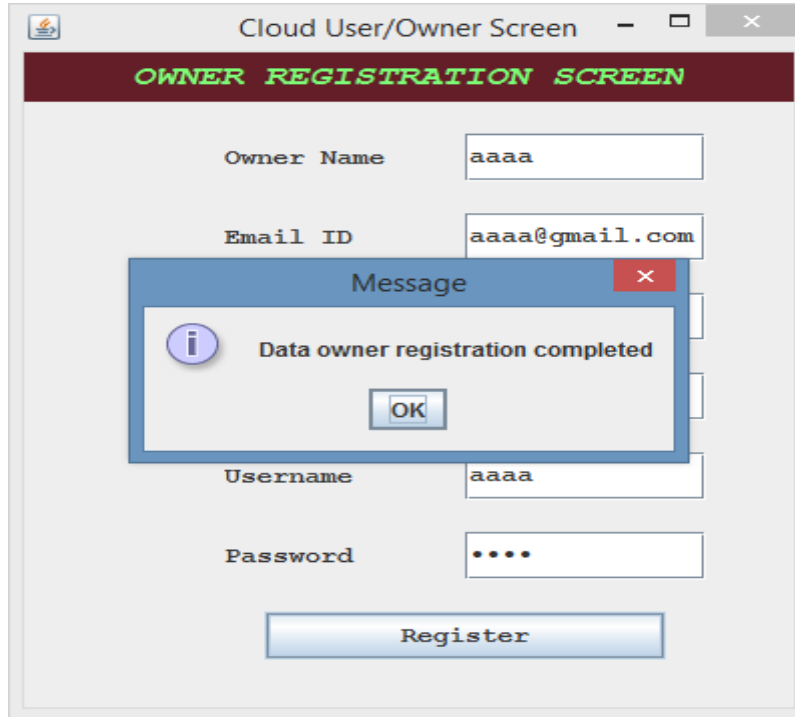 Cloud User/Owner Screen
OWNER REGISTRATION SCREEN
Owner Name aaaa
Email ID aaaa@gmail.com
Message
Data owner registration completed
OK
Username aaaa
Password ••••
Register